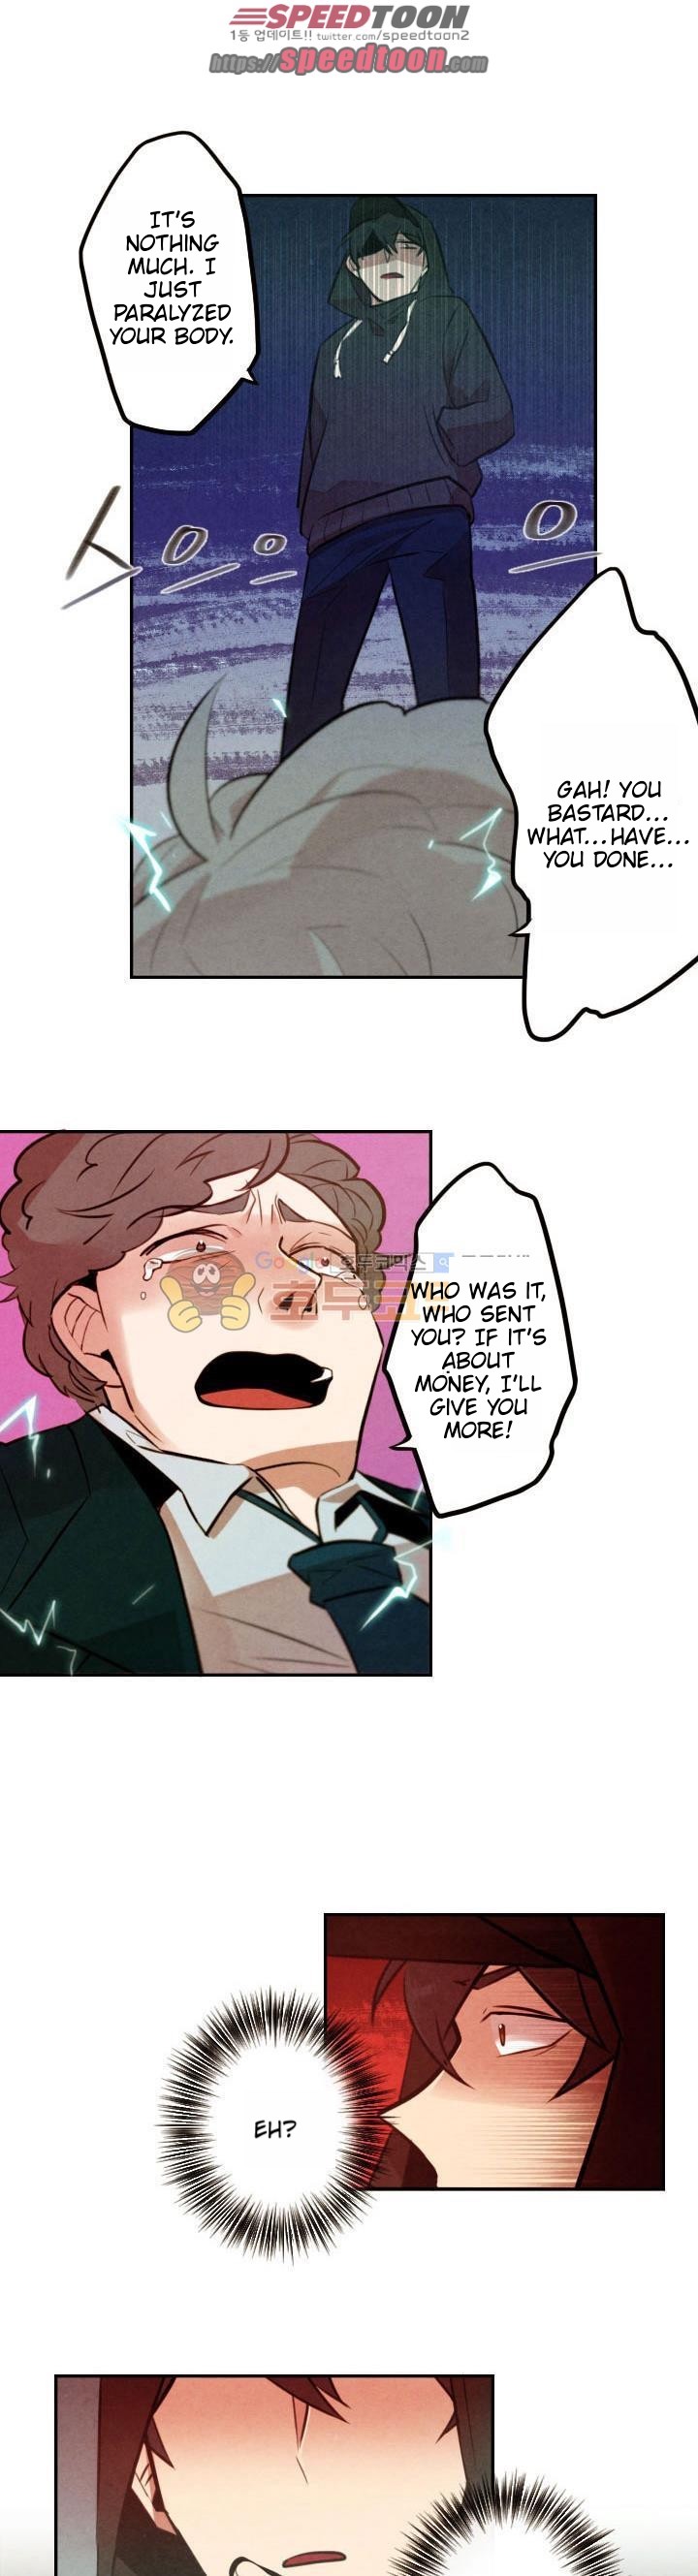 SPEEDTOON
1등 업데이트!! twitter.com/speedtoon2
https://speedtoon.com
IT'S
NOTHING
MUCH. I
JUST
PARALYZED
YOUR BODY.
GAH! YOU
BASTARD...
WHAT...HAVE...
YOU DONE...
Google
WHO WAS IT,
WHO SENT
YOU? IF IT'S
ABOUT
MONEY, I'LL
GIVE YOU
MORE!
EH?